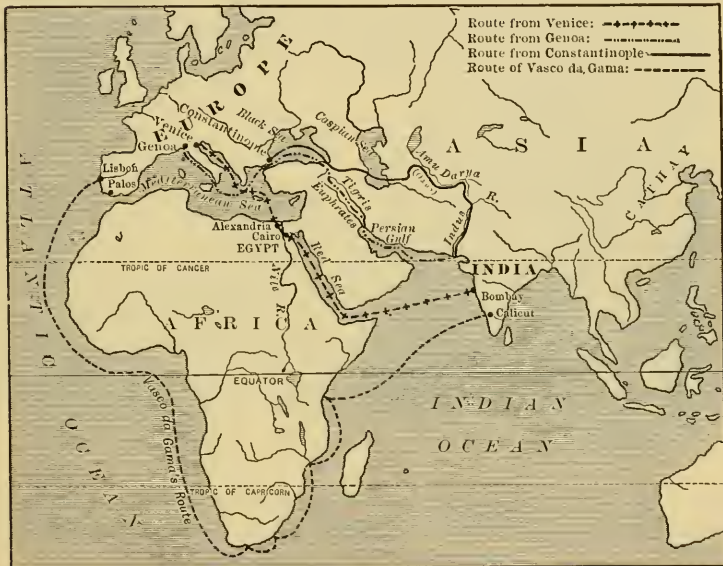 Route from Venice:
Route from Genoa:
Route from Constantinople
Route of Vasco da Gama:
EUROPE
ASIA
CATHAY
Venice
Constantinople
Black Sea
Caspian Sea
Genoa
Lisbon
Palos
Mediterranean Sea
Amu Darya
R.
Tigris
Euphrates
Persian
Gulf
Indus
Alexandria
Cairo
EGYPT
Red Sea
Nile R.
TROPIC OF CANCER
INDIA
Bombay
Calicut
ATLANTIC
OCEAN
AFRICA
EQUATOR
INDIAN
OCEAN
Vasco da Gama's Route
TROPIC OF CAPRICORN